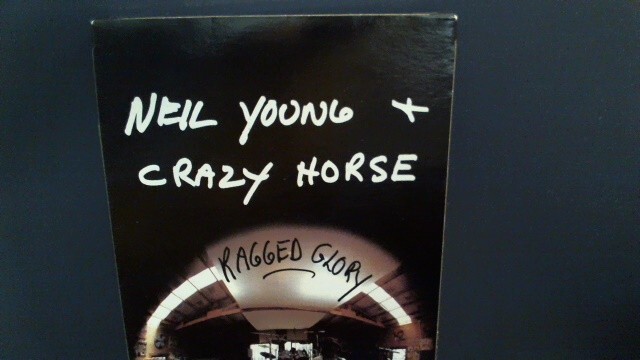 NEIL YOUNG +
CRAZY HORSE
RAGGED GLORY